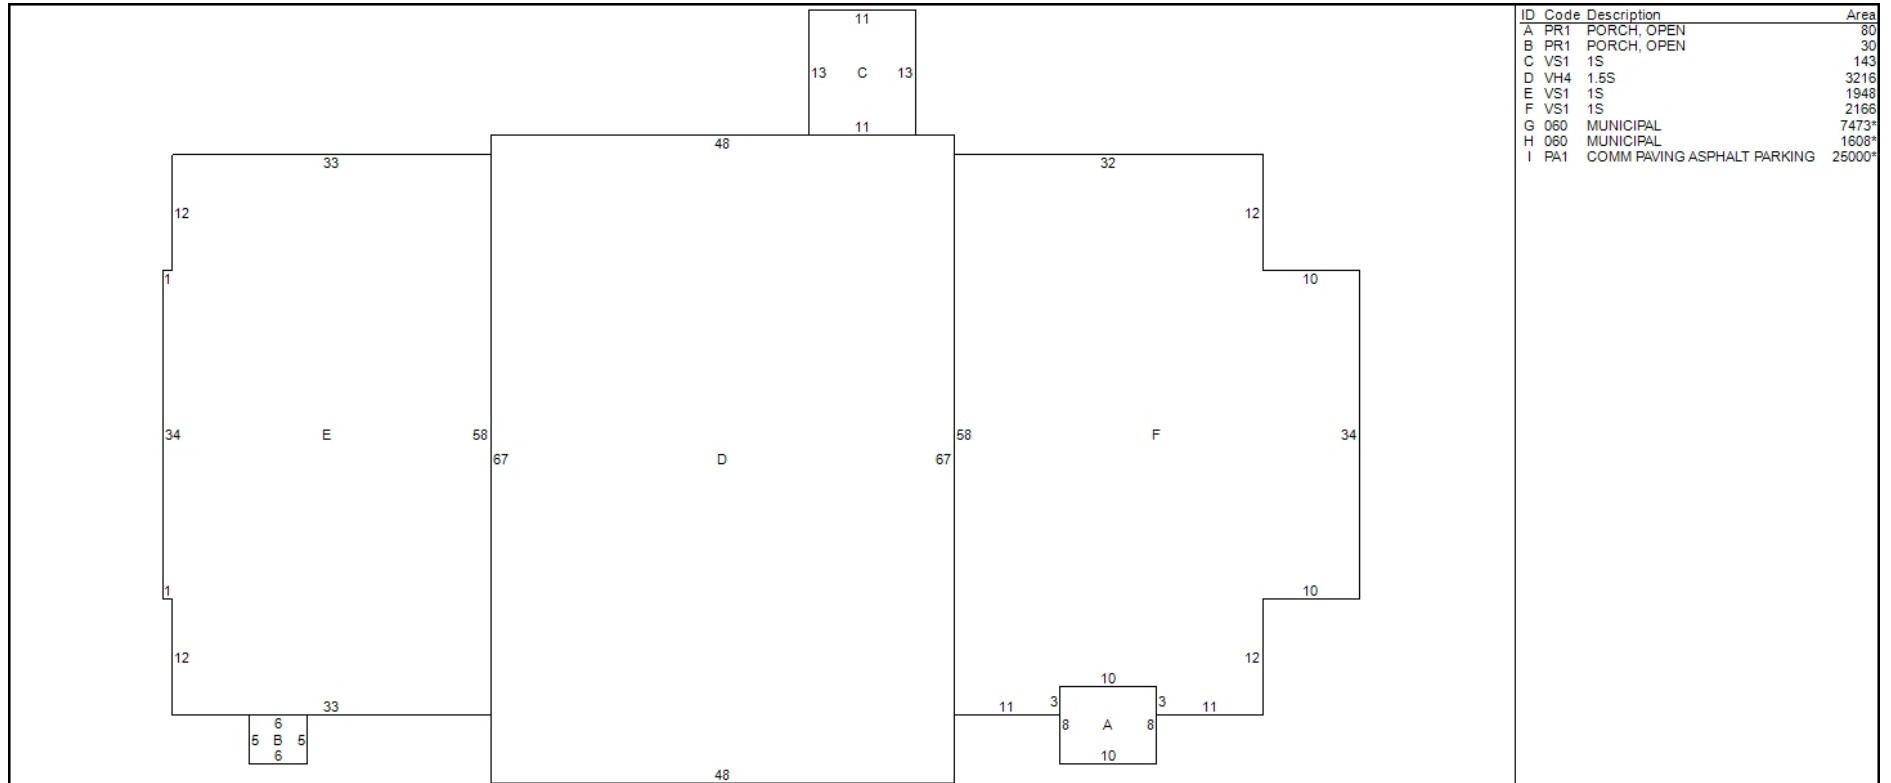 11
13 C 13
11
48
33
32
12
12
1
10
34 E 58
67 D 67
58 F 34
1
10
12
12
10
33
11 3 3 11
6
5 B 5
6
8 A 8
10
48
ID Code Description Area
A PR1 PORCH, OPEN 80
B PR1 PORCH, OPEN 30
C VS1 1S 143
D VH4 1.5S 3216
E VS1 1S 1948
F VS1 1S 2166
G 060 MUNICIPAL 7473*
H 060 MUNICIPAL 1608*
I PA1 COMM PAVING ASPHALT PARKING 25000*